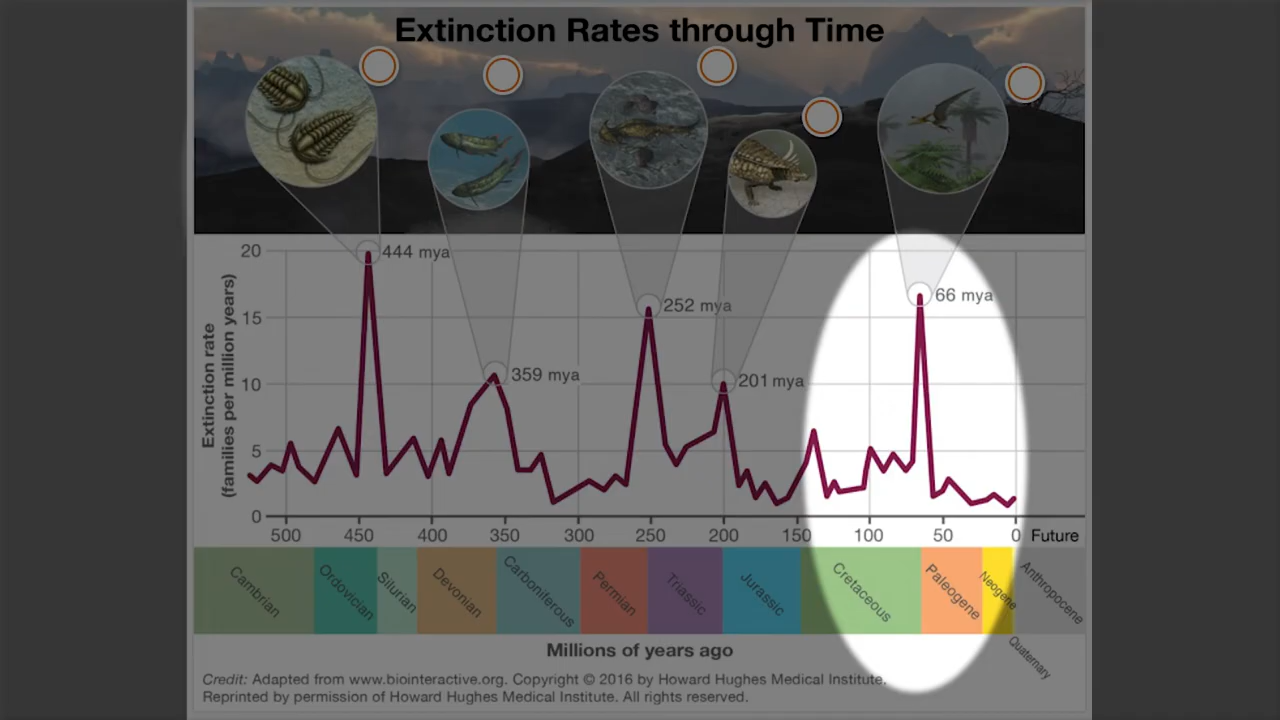 Extinction Rates through Time
444 mya
359 mya
252 mya
201 mya
66 mya
Extinction rate
(families per million years)
20
15
10
5
0
500 450 400 350 300 250 200 150 100 50 0 Future
Cambrian Ordovician Silurian Devonian Carboniferous Permian Triassic Jurassic Cretaceous Paleogene Neogene Quaternary Anthropocene
Millions of years ago
Credit: Adapted from www.biointeractive.org. Copyright © 2016 by Howard Hughes Medical Institute.
Reprinted by permission of Howard Hughes Medical Institute. All rights reserved.